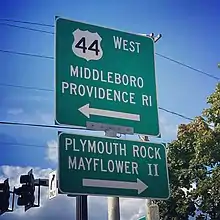 44 WEST
MIDDLEBORO
PROVIDENCE RI
PLYMOUTH ROCK
MAYFLOWER II